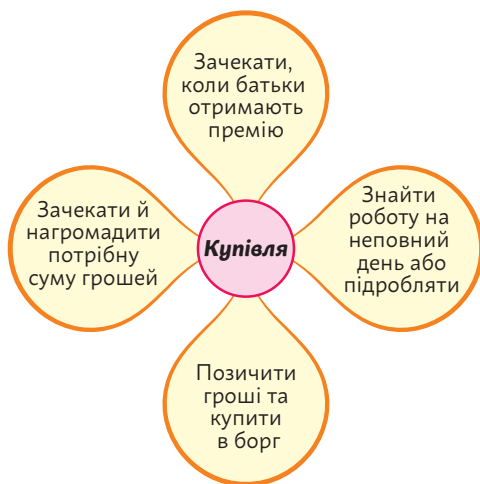 Зачекати,
коли батьки
отримають
премію
Зачекати й
нагромадити
потрібну
суму грошей
Купівля
Знайти
роботу на
неповний
день або
підробляти
Позичити
гроші та
купити
в борг